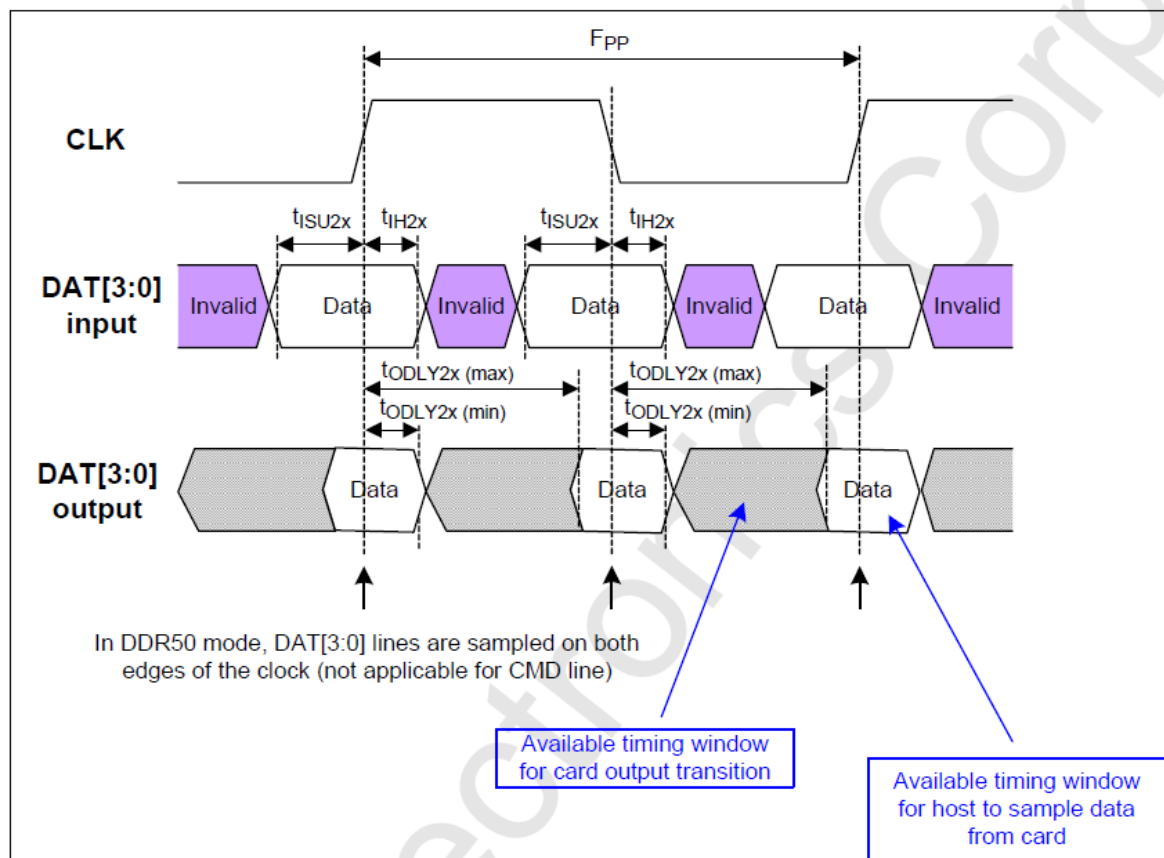 FPP
CLK
tISU2x tIH2x tISU2x tIH2x
DAT[3:0]
input
Invalid Data Invalid Data Invalid Data Invalid
tODLY2x (max) tODLY2x (max)
tODLY2x (min) tODLY2x (min)
DAT[3:0]
output
Data Data Data
In DDR50 mode, DAT[3:0] lines are sampled on both
edges of the clock (not applicable for CMD line)
Available timing window
for card output transition
Available timing window
for host to sample data
from card
ectronics Corp